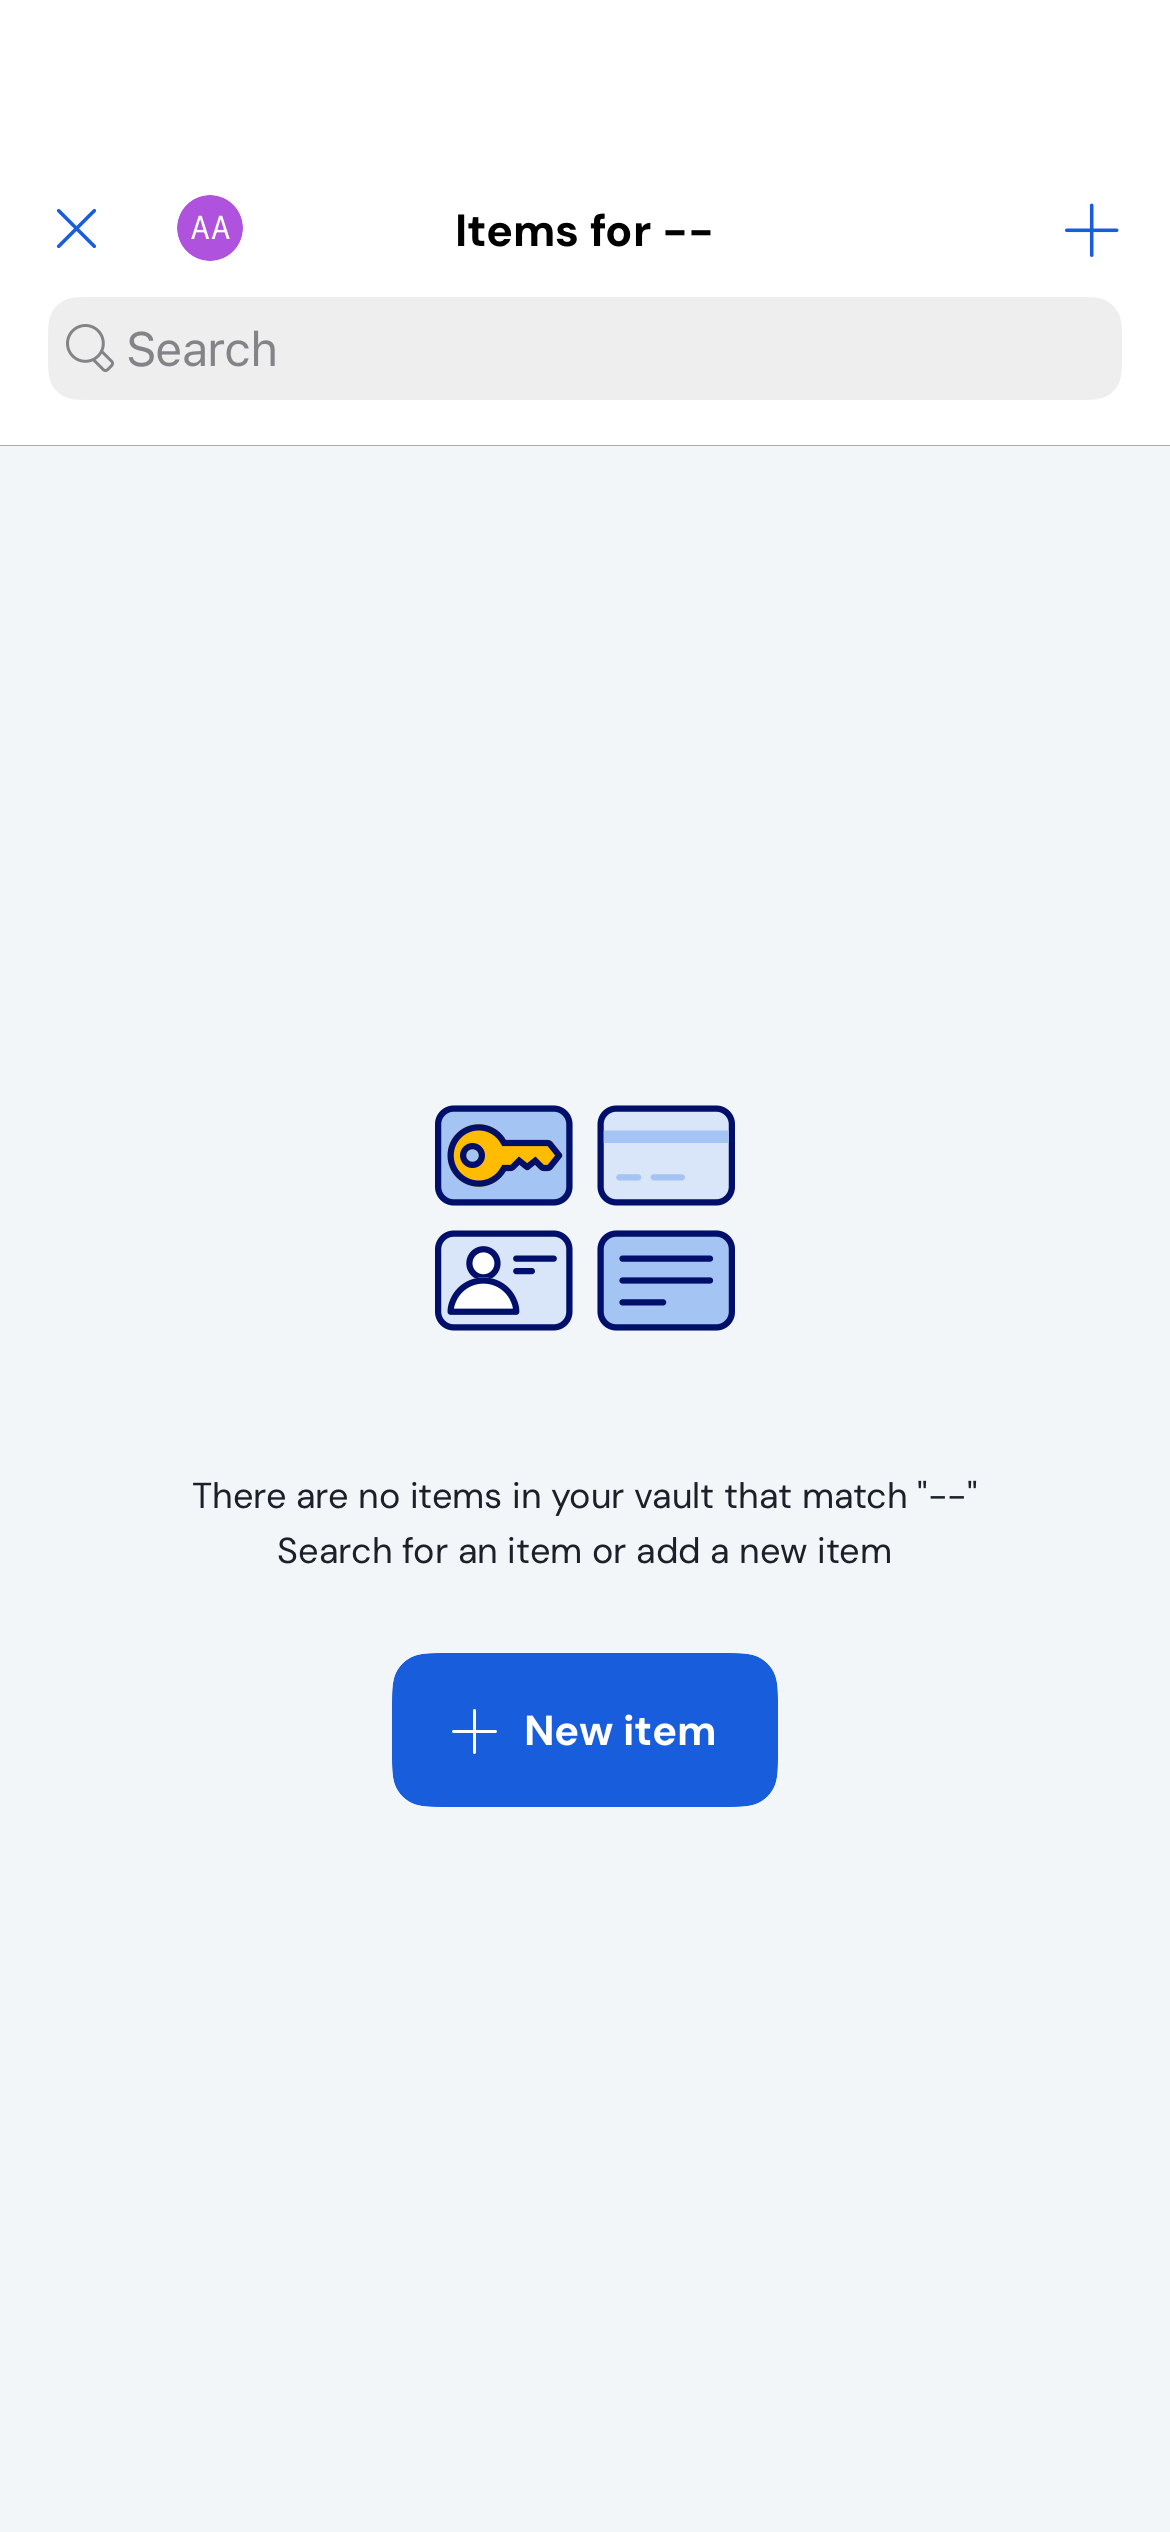 AA
Items for --
Search
There are no items in your vault that match "--"
Search for an item or add a new item
New item